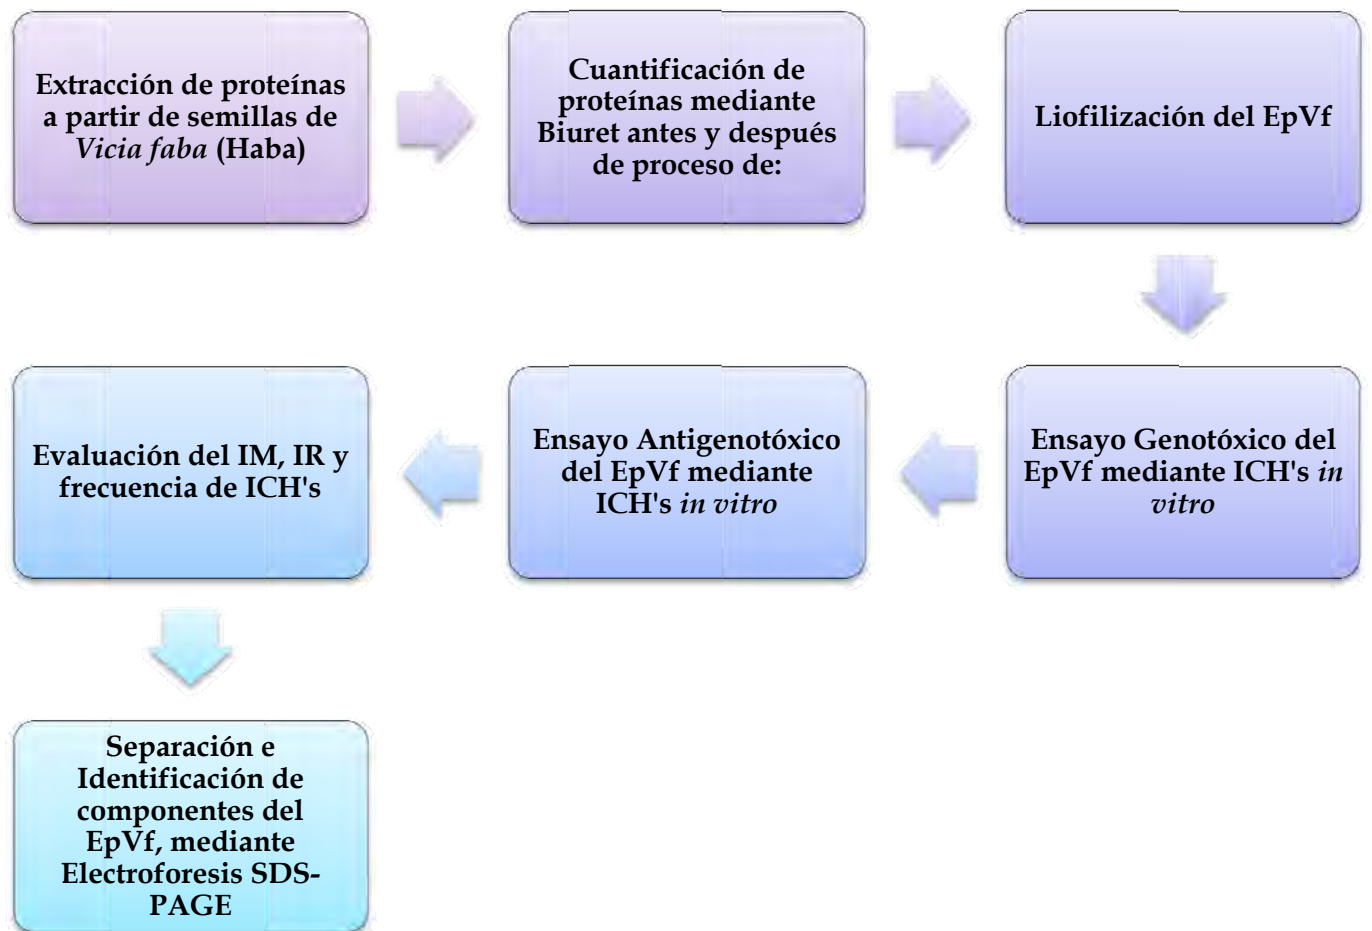 Extracción de proteínas
a partir de semillas de
Vicia faba (Haba)
Cuantificación de
proteínas mediante
Biuret antes y después
de proceso de:
Liofilización del EpVf
Ensayo Genotóxico del
EpVf mediante ICH's in
vitro
Ensayo Antigenotóxico
del EpVf mediante
ICH's in vitro
Evaluación del IM, IR y
frecuencia de ICH's
Separación e
Identificación de
componentes del
EpVf, mediante
Electroforesis SDS-
PAGE